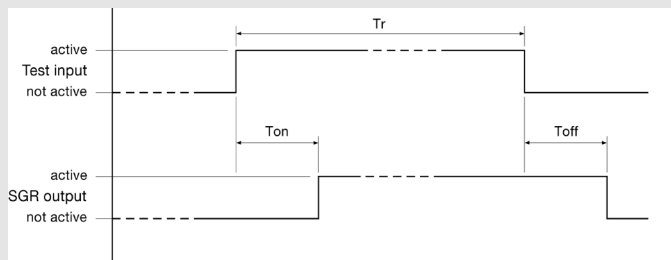 Tr
active
Test input
not active
Ton
Toff
active
SGR output
not active